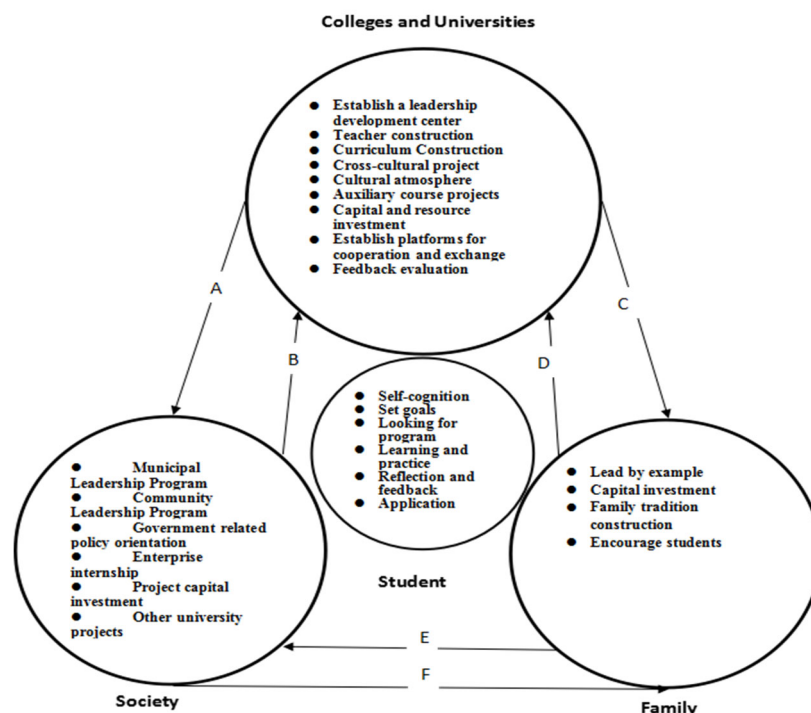 Colleges and Universities
● Establish a leadership
development center
● Teacher construction
● Curriculum Construction
● Cross-cultural project
● Cultural atmosphere
● Auxiliary course projects
● Capital and resource
investment
● Establish platforms for
cooperation and exchange
● Feedback evaluation
A
B
C
D
● Self-cognition
● Set goals
● Looking for
program
● Learning and
practice
● Reflection and
feedback
● Application
Student
● Municipal
Leadership Program
● Community
Leadership Program
● Government related
policy orientation
● Enterprise
internship
● Project capital
investment
● Other university
projects
● Lead by example
● Capital investment
● Family tradition
construction
● Encourage students
E
F
Society
Family